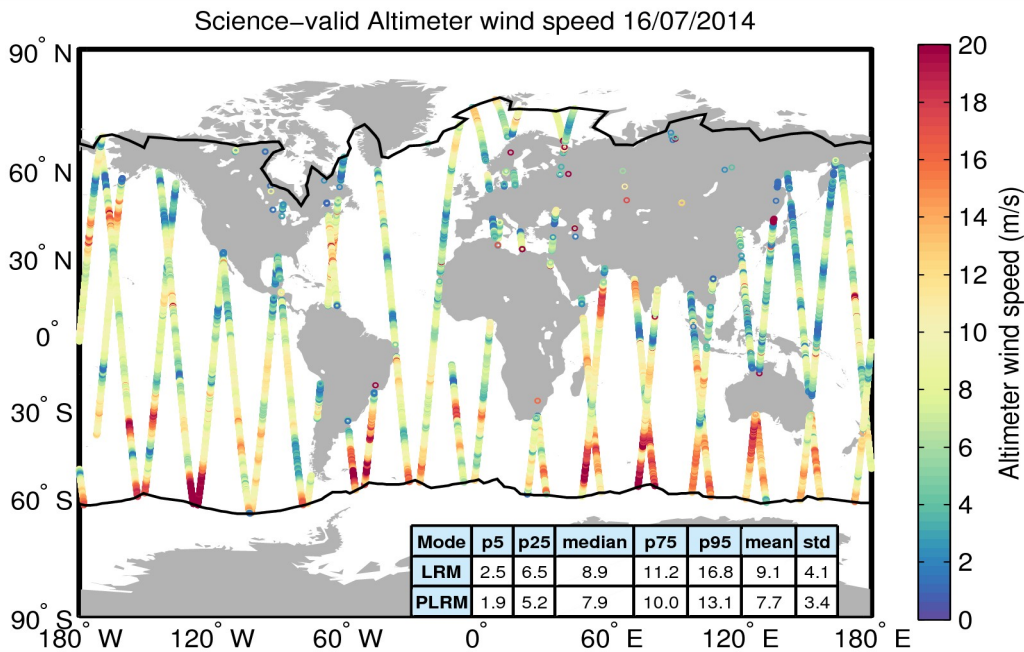 Science-valid Altimeter wind speed 16/07/2014
90° N
60° N
30° N
0°
30° S
60° S
90° S
180° W
120° W
60° W
0°
60° E
120° E
180° E
Mode p5 p25 median p75 p95 mean std
LRM 2.5 6.5 8.9 11.2 16.8 9.1 4.1
PLRM 1.9 5.2 7.9 10.0 13.1 7.7 3.4
20
18
16
14
12
10
8
6
4
2
0
Altimeter wind speed (m/s)